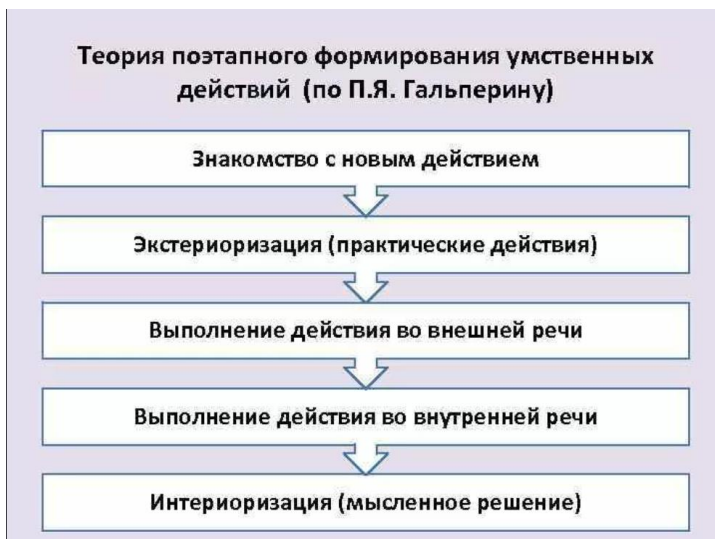 Теория поэтапного формирования умственных
действий (по П.Я. Гальперину)
Знакомство с новым действием
Экстериоризация (практические действия)
Выполнение действия во внешней речи
Выполнение действия во внутренней речи
Интериоризация (мысленное решение)